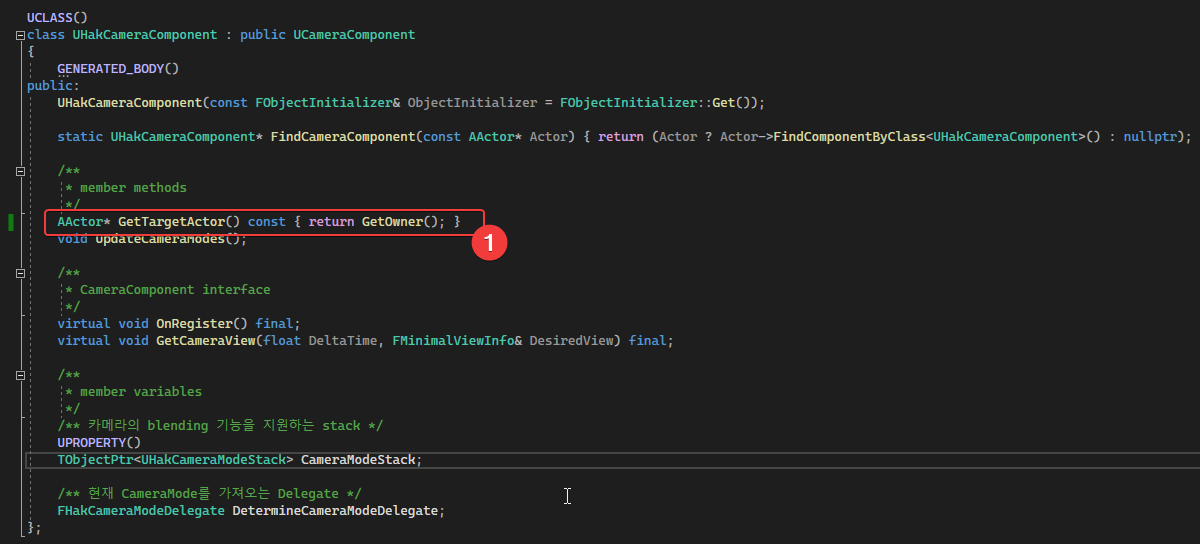 UCLASS()
class UHakCameraComponent : public UCameraComponent
{
GENERATED_BODY()
public:
UHakCameraComponent(const FObjectInitializer& ObjectInitializer = FObjectInitializer::Get());
static UHakCameraComponent* FindCameraComponent(const AActor* Actor) { return (Actor ? Actor->FindComponentByClass<UHakCameraComponent>() : nullptr); }
/**
* member methods
*/
AActor* GetTargetActor() const { return GetOwner(); }
1
void UpdateCameraModes();
/**
* CameraComponent interface
*/
virtual void OnRegister() final;
virtual void GetCameraView(float DeltaTime, FMinimalViewInfo& DesiredView) final;
/**
* member variables
*/
/** 카메라의 blending 기능을 지원하는 stack */
UPROPERTY()
TObjectPtr<UHakCameraModeStack> CameraModeStack;
/** 현재 CameraMode를 가져오는 Delegate */
FHakCameraModeDelegate DetermineCameraModeDelegate;
};